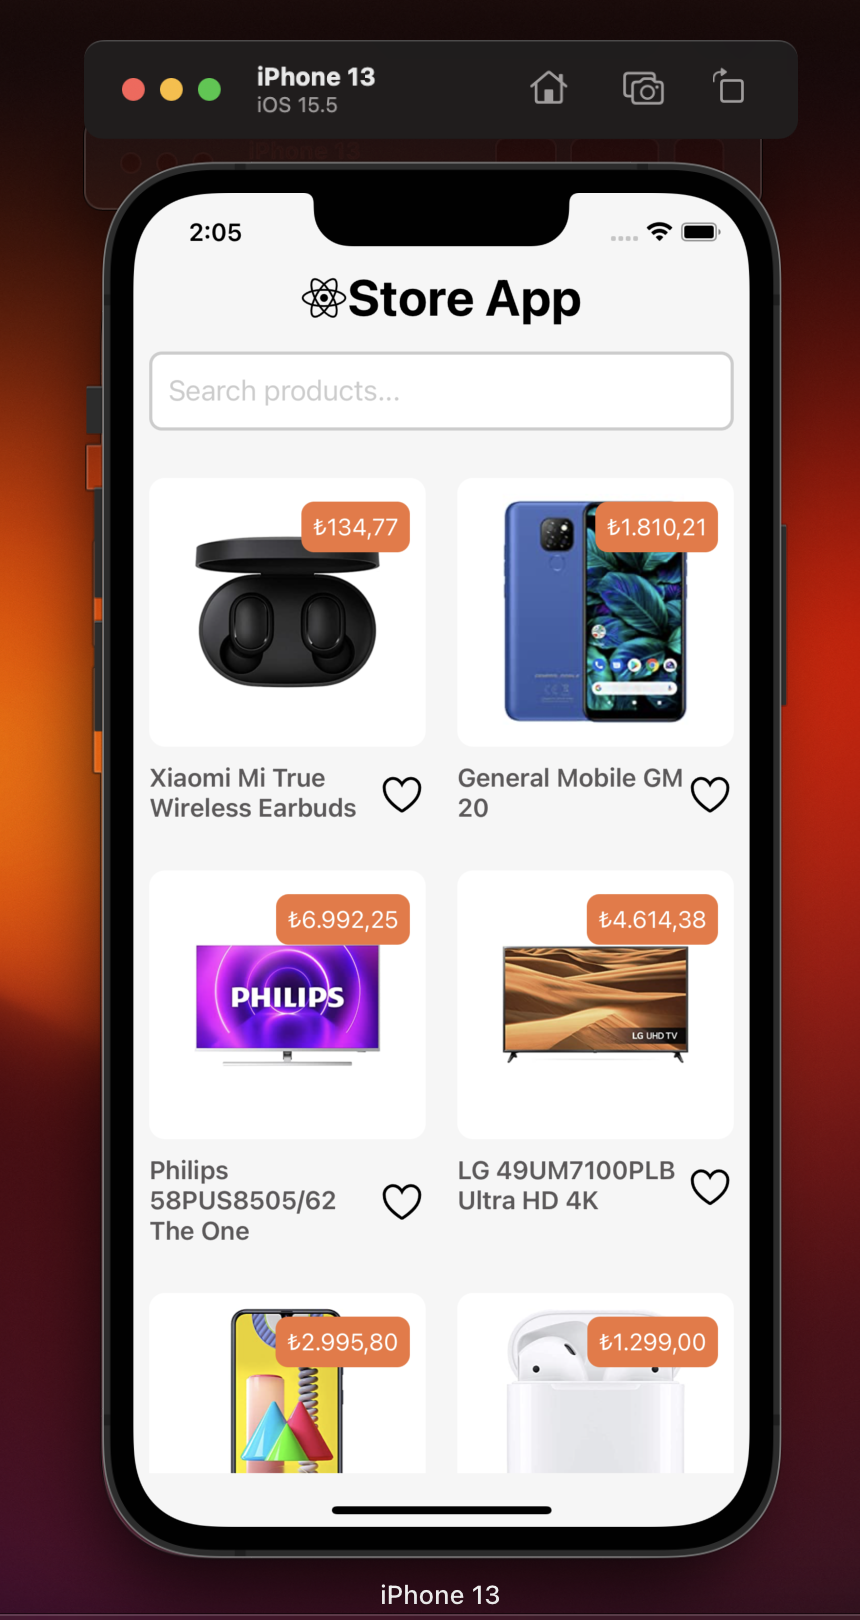 iPhone 13
iOS 15.5
2:05
Store App
Search products...
₺134,77
₺1.810,21
Xiaomi Mi True
Wireless Earbuds
General Mobile GM
20
₺6.992,25
₺4.614,38
PHILIPS
LG UHD TV
Philips
58PUS8505/62
The One
LG 49UM7100PLB
Ultra HD 4K
₺2.995,80
₺1.299,00
iPhone 13